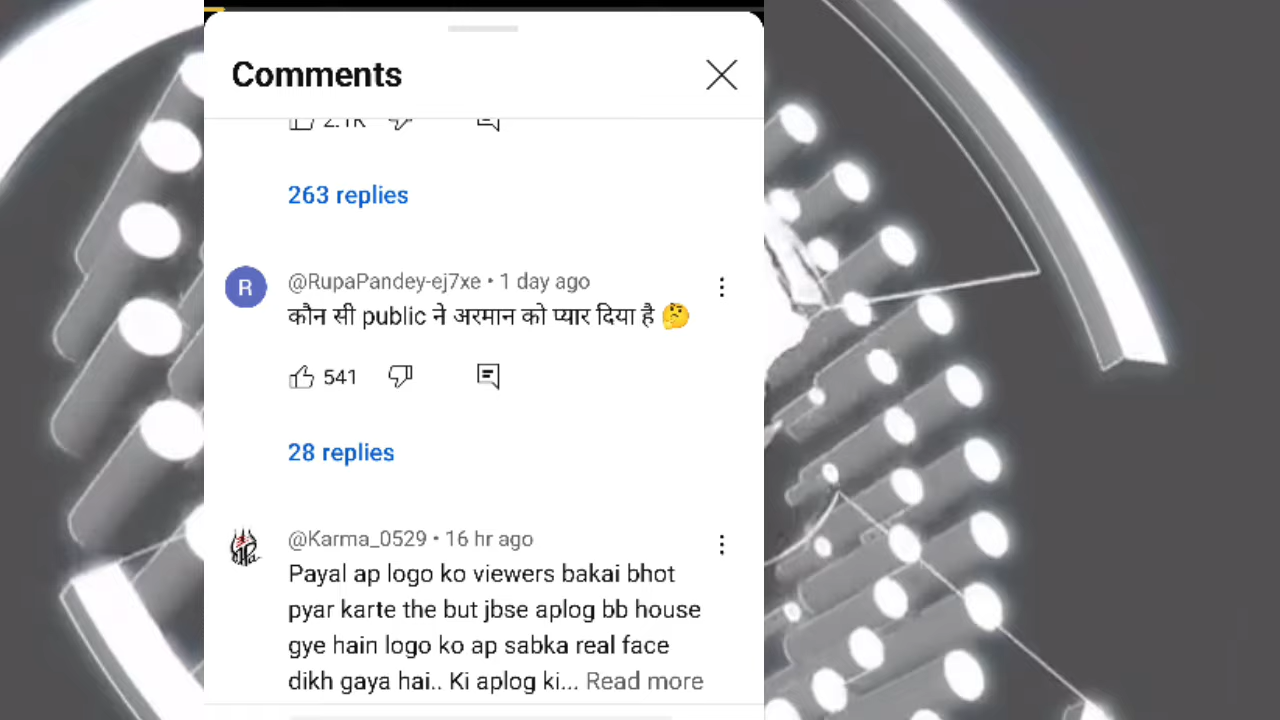 Comments
2.1K
263 replies
R
@RupaPandey-ej7xe • 1 day ago
कौन सी public ने अरमान को प्यार दिया है 🤔
541
28 replies
@Karma_0529 • 16 hr ago
Payal ap logo ko viewers bakai bhot
pyar karte the but jbse aplog bb house
gye hain logo ko ap sabka real face
dikh gaya hai.. Ki aplog ki... Read more